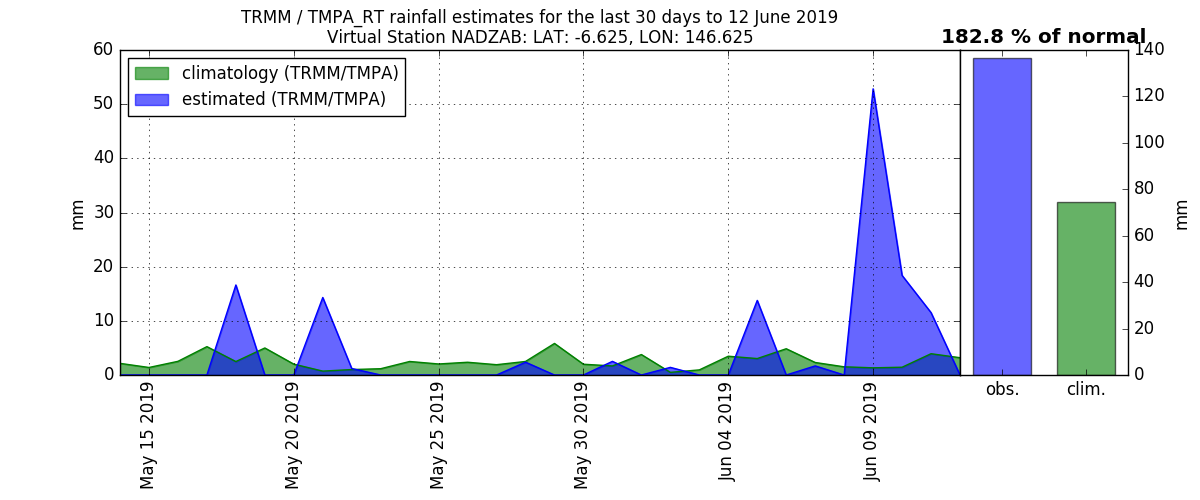 TRMM / TMPA_RT rainfall estimates for the last 30 days to 12 June 2019
Virtual Station NADZAB: LAT: -6.625, LON: 146.625
182.8 % of normal
climatology (TRMM/TMPA)
estimated (TRMM/TMPA)
60
50
40
30
20
10
0
mm
May 15 2019
May 20 2019
May 25 2019
May 30 2019
Jun 04 2019
Jun 09 2019
140
120
100
80
60
40
20
0
mm
obs.
clim.